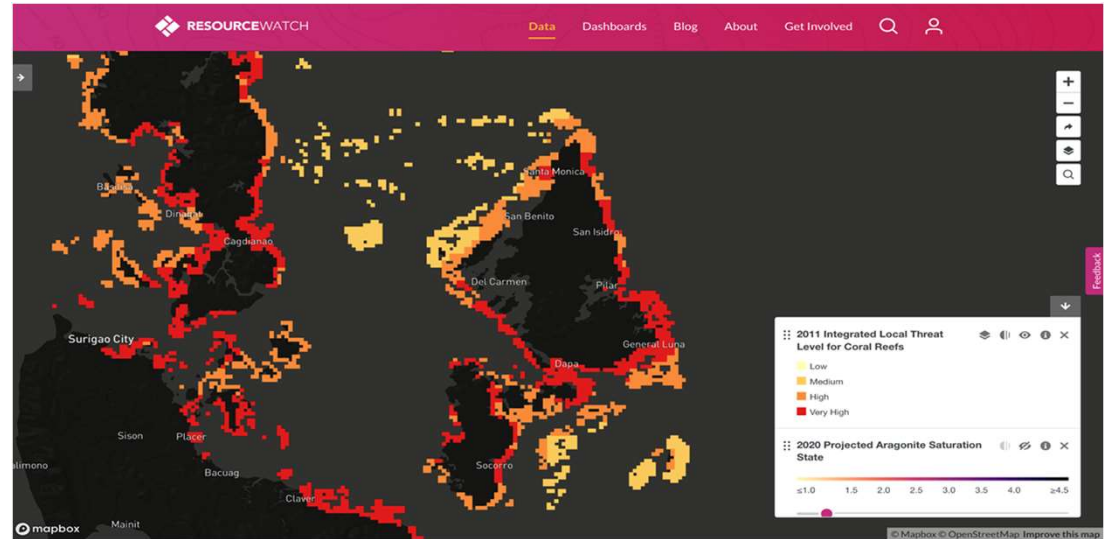 RESOURCEWATCH
Data Dashboards Blog About Get Involved
Santa Monica
San Benito
San Isidro
Cagdianao
Del Carmen
Pilar
Surigao City
General Luna
Dapa
Sison
Placer
Socorro
Bacuag
Claver
Mainit
alimono
Feedback
2011 Integrated Local Threat
Level for Coral Reefs
Low
Medium
High
Very High
2020 Projected Aragonite Saturation
State
≤1.0 1.5 2.0 2.5 3.0 3.5 4.0 ≥4.5
mapbox
© Mapbox © OpenStreetMap Improve this map